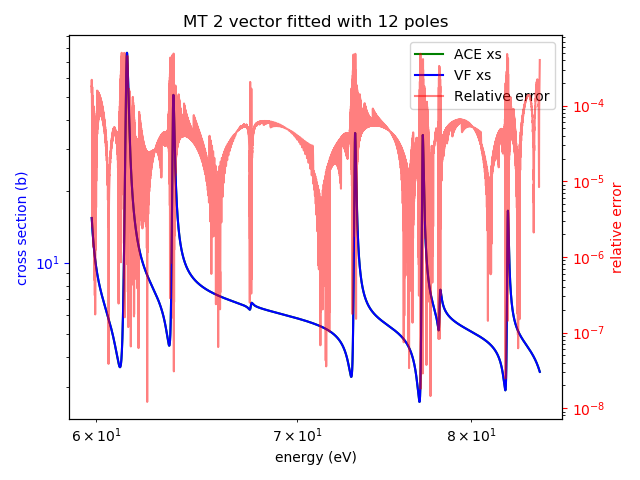 MT 2 vector fitted with 12 poles
ACE xs
VF xs
Relative error
cross section (b)
10¹
10⁻⁴
10⁻⁵
10⁻⁶
10⁻⁷
10⁻⁸
relative error
6 × 10¹
7 × 10¹
8 × 10¹
energy (eV)